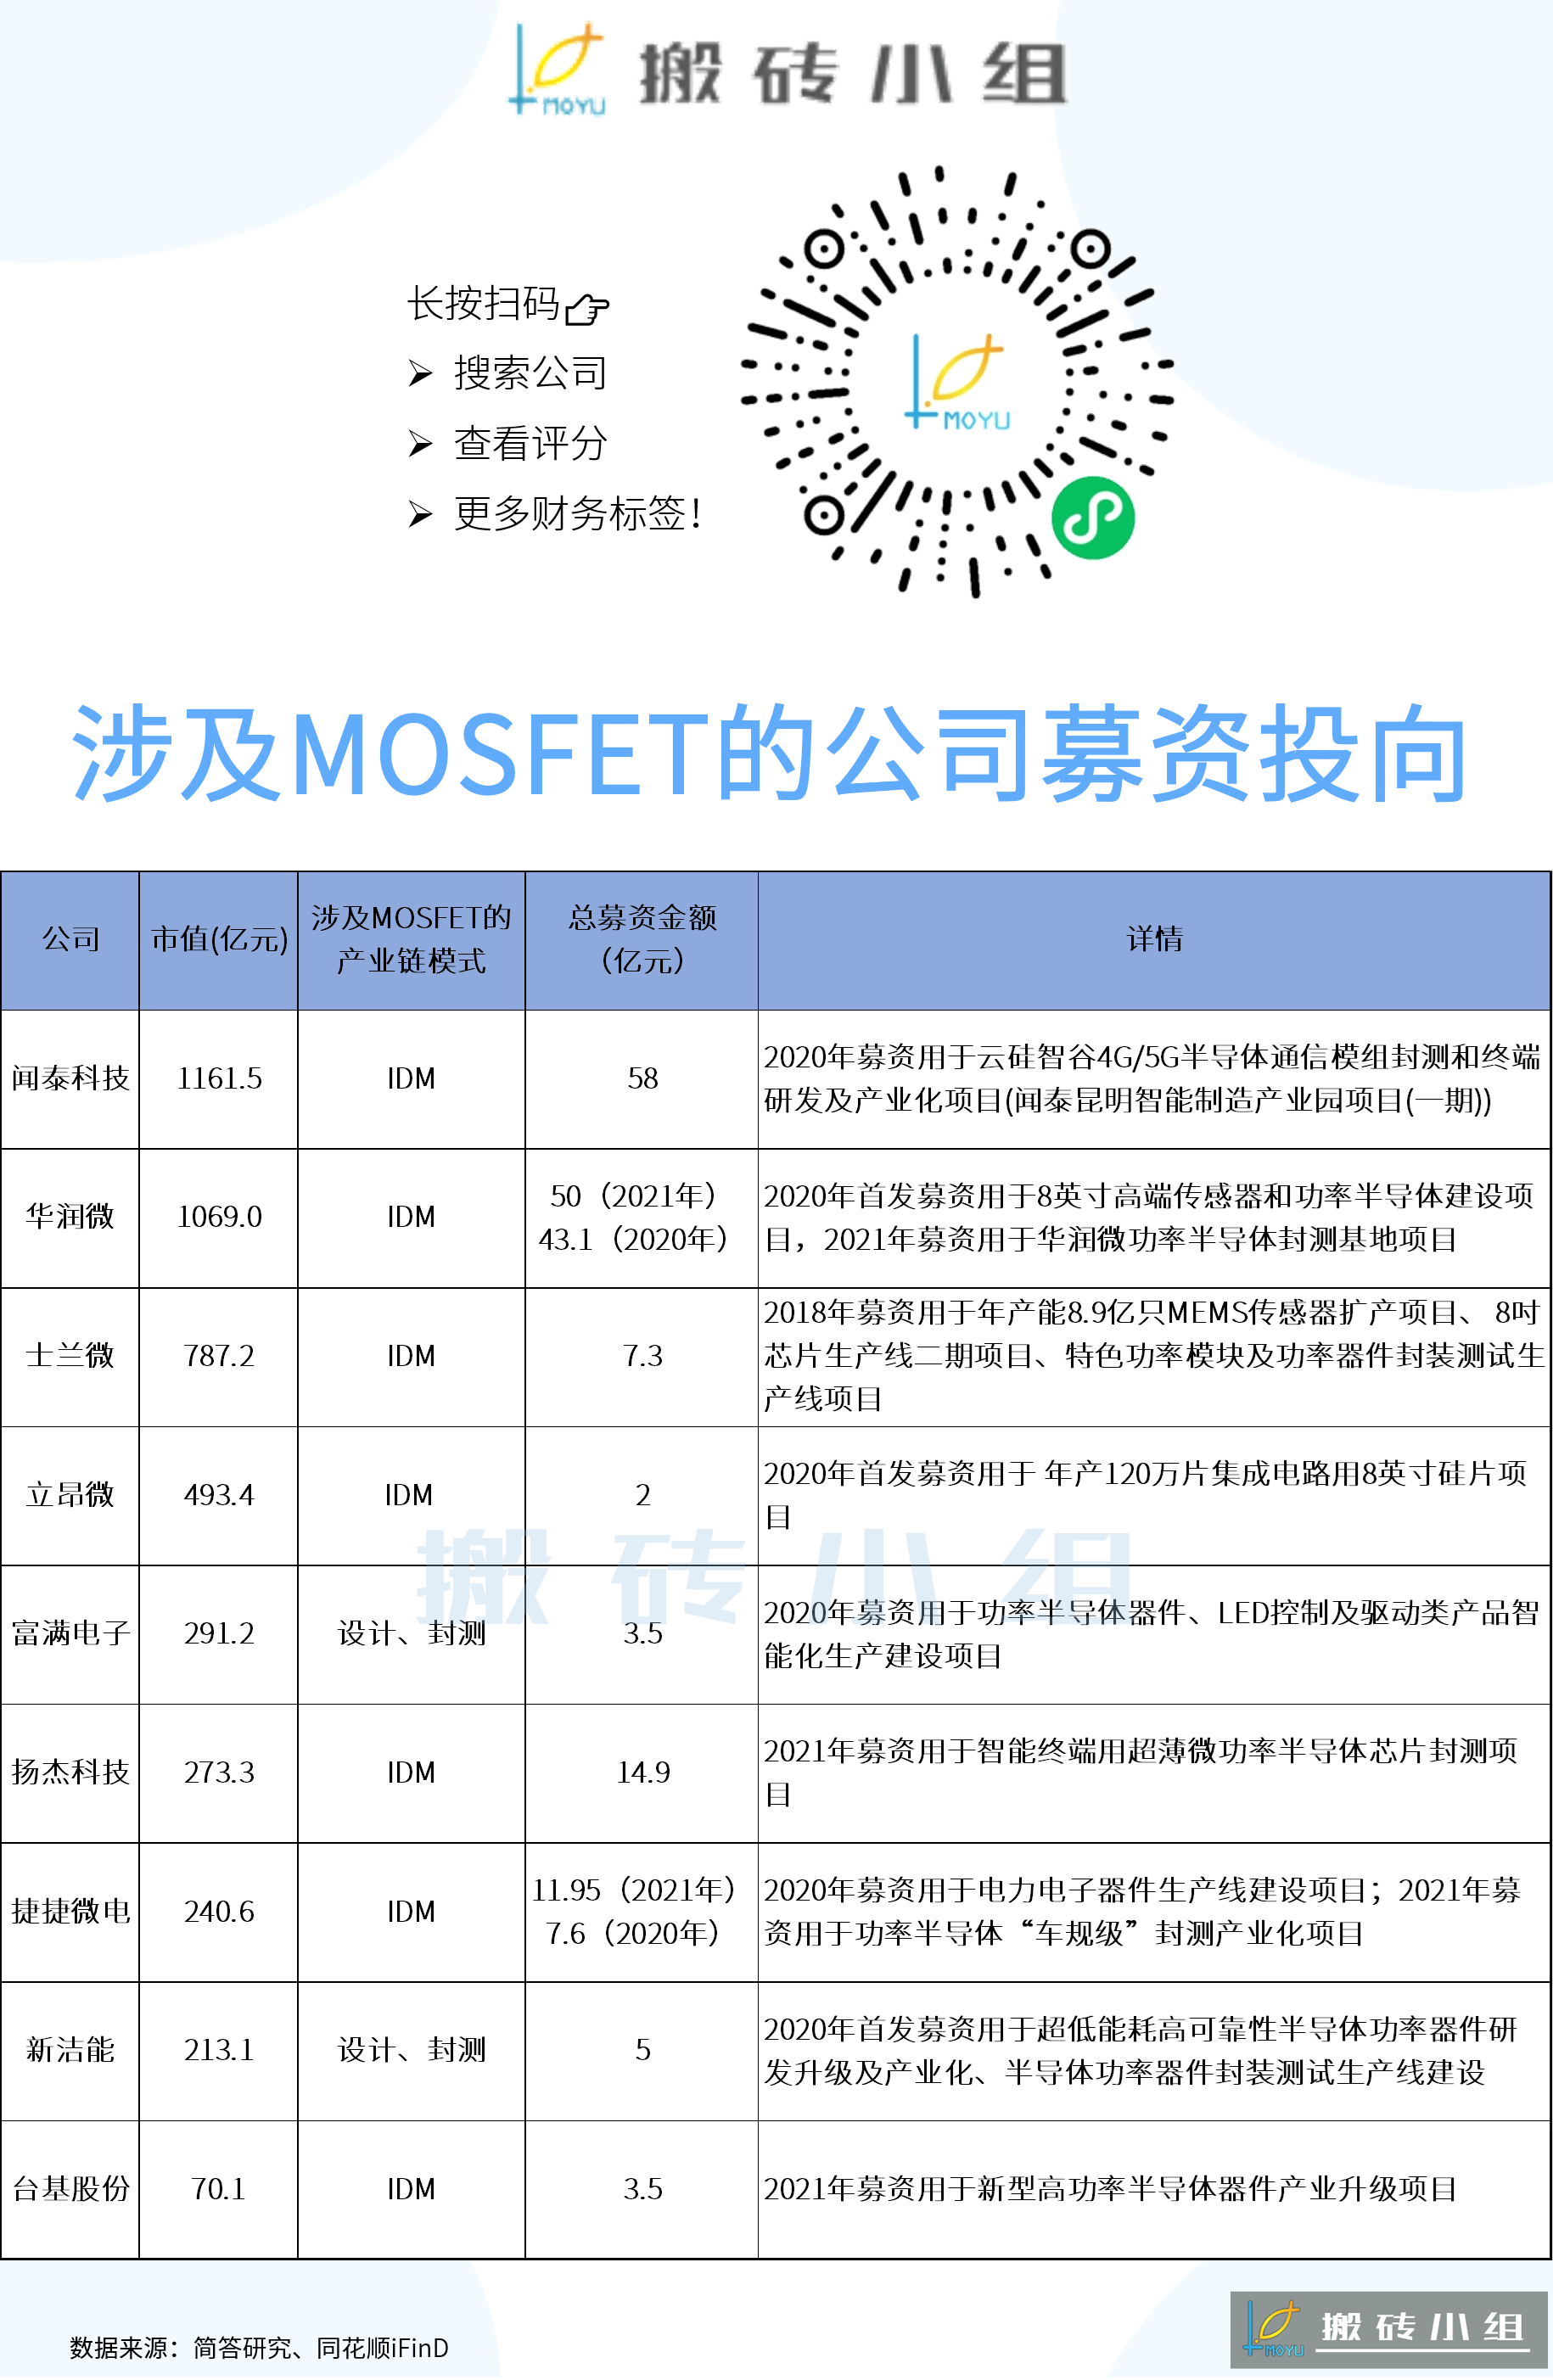 MOYU
搬砖小组
长按扫码
搜索公司
查看评分
更多财务标签!
MOYU
涉及MOSFET的公司募资投向
公司
市值(亿元)
涉及MOSFET的
产业链模式
总募资金额
（亿元）
详情
闻泰科技
1161.5
IDM
58
2020年募资用于云硅智谷4G/5G半导体通信模组封测和终端
研发及产业化项目(闻泰昆明智能制造产业园项目(一期))
华润微
1069.0
IDM
50（2021年）
43.1（2020年）
2020年首发募资用于8英寸高端传感器和功率半导体建设项
目，2021年募资用于华润微功率半导体封测基地项目
士兰微
787.2
IDM
7.3
2018年募资用于年产能8.9亿只MEMS传感器扩产项目、 8吋
芯片生产线二期项目、特色功率模块及功率器件封装测试生
产线项目
立昂微
493.4
IDM
2
2020年首发募资用于 年产120万片集成电路用8英寸硅片项
目
搬砖小组
富满电子
291.2
设计、封测
3.5
2020年募资用于功率半导体器件、LED控制及驱动类产品智
能化生产建设项目
扬杰科技
273.3
IDM
14.9
2021年募资用于智能终端用超薄微功率半导体芯片封测项
目
捷捷微电
240.6
IDM
11.95（2021年）
7.6（2020年）
2020年募资用于电力电子器件生产线建设项目；2021年募
资用于功率半导体“车规级”封测产业化项目
新洁能
213.1
设计、封测
5
2020年首发募资用于超低能耗高可靠性半导体功率器件研
发升级及产业化、半导体功率器件封装测试生产线建设
台基股份
70.1
IDM
3.5
2021年募资用于新型高功率半导体器件产业升级项目
数据来源：简答研究、同花顺iFinD
MOYU
搬砖小组